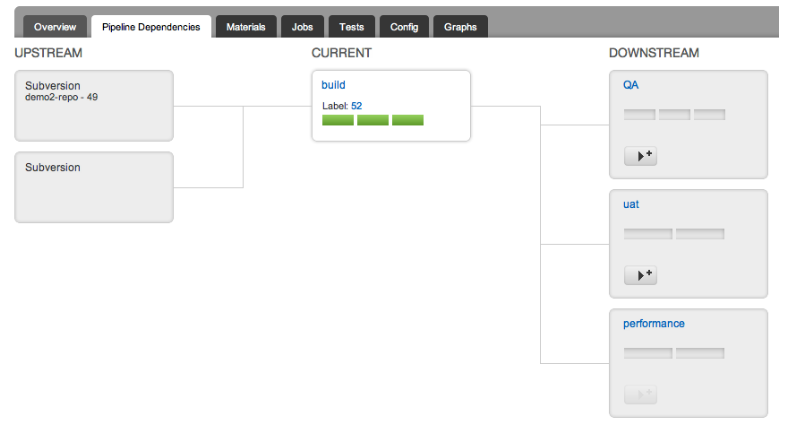 Overview Pipeline Dependencies Materials Jobs Tests Config Graphs
UPSTREAM CURRENT DOWNSTREAM
Subversion
demo2-repo - 49
Subversion
build
Label: 52
QA
uat
performance